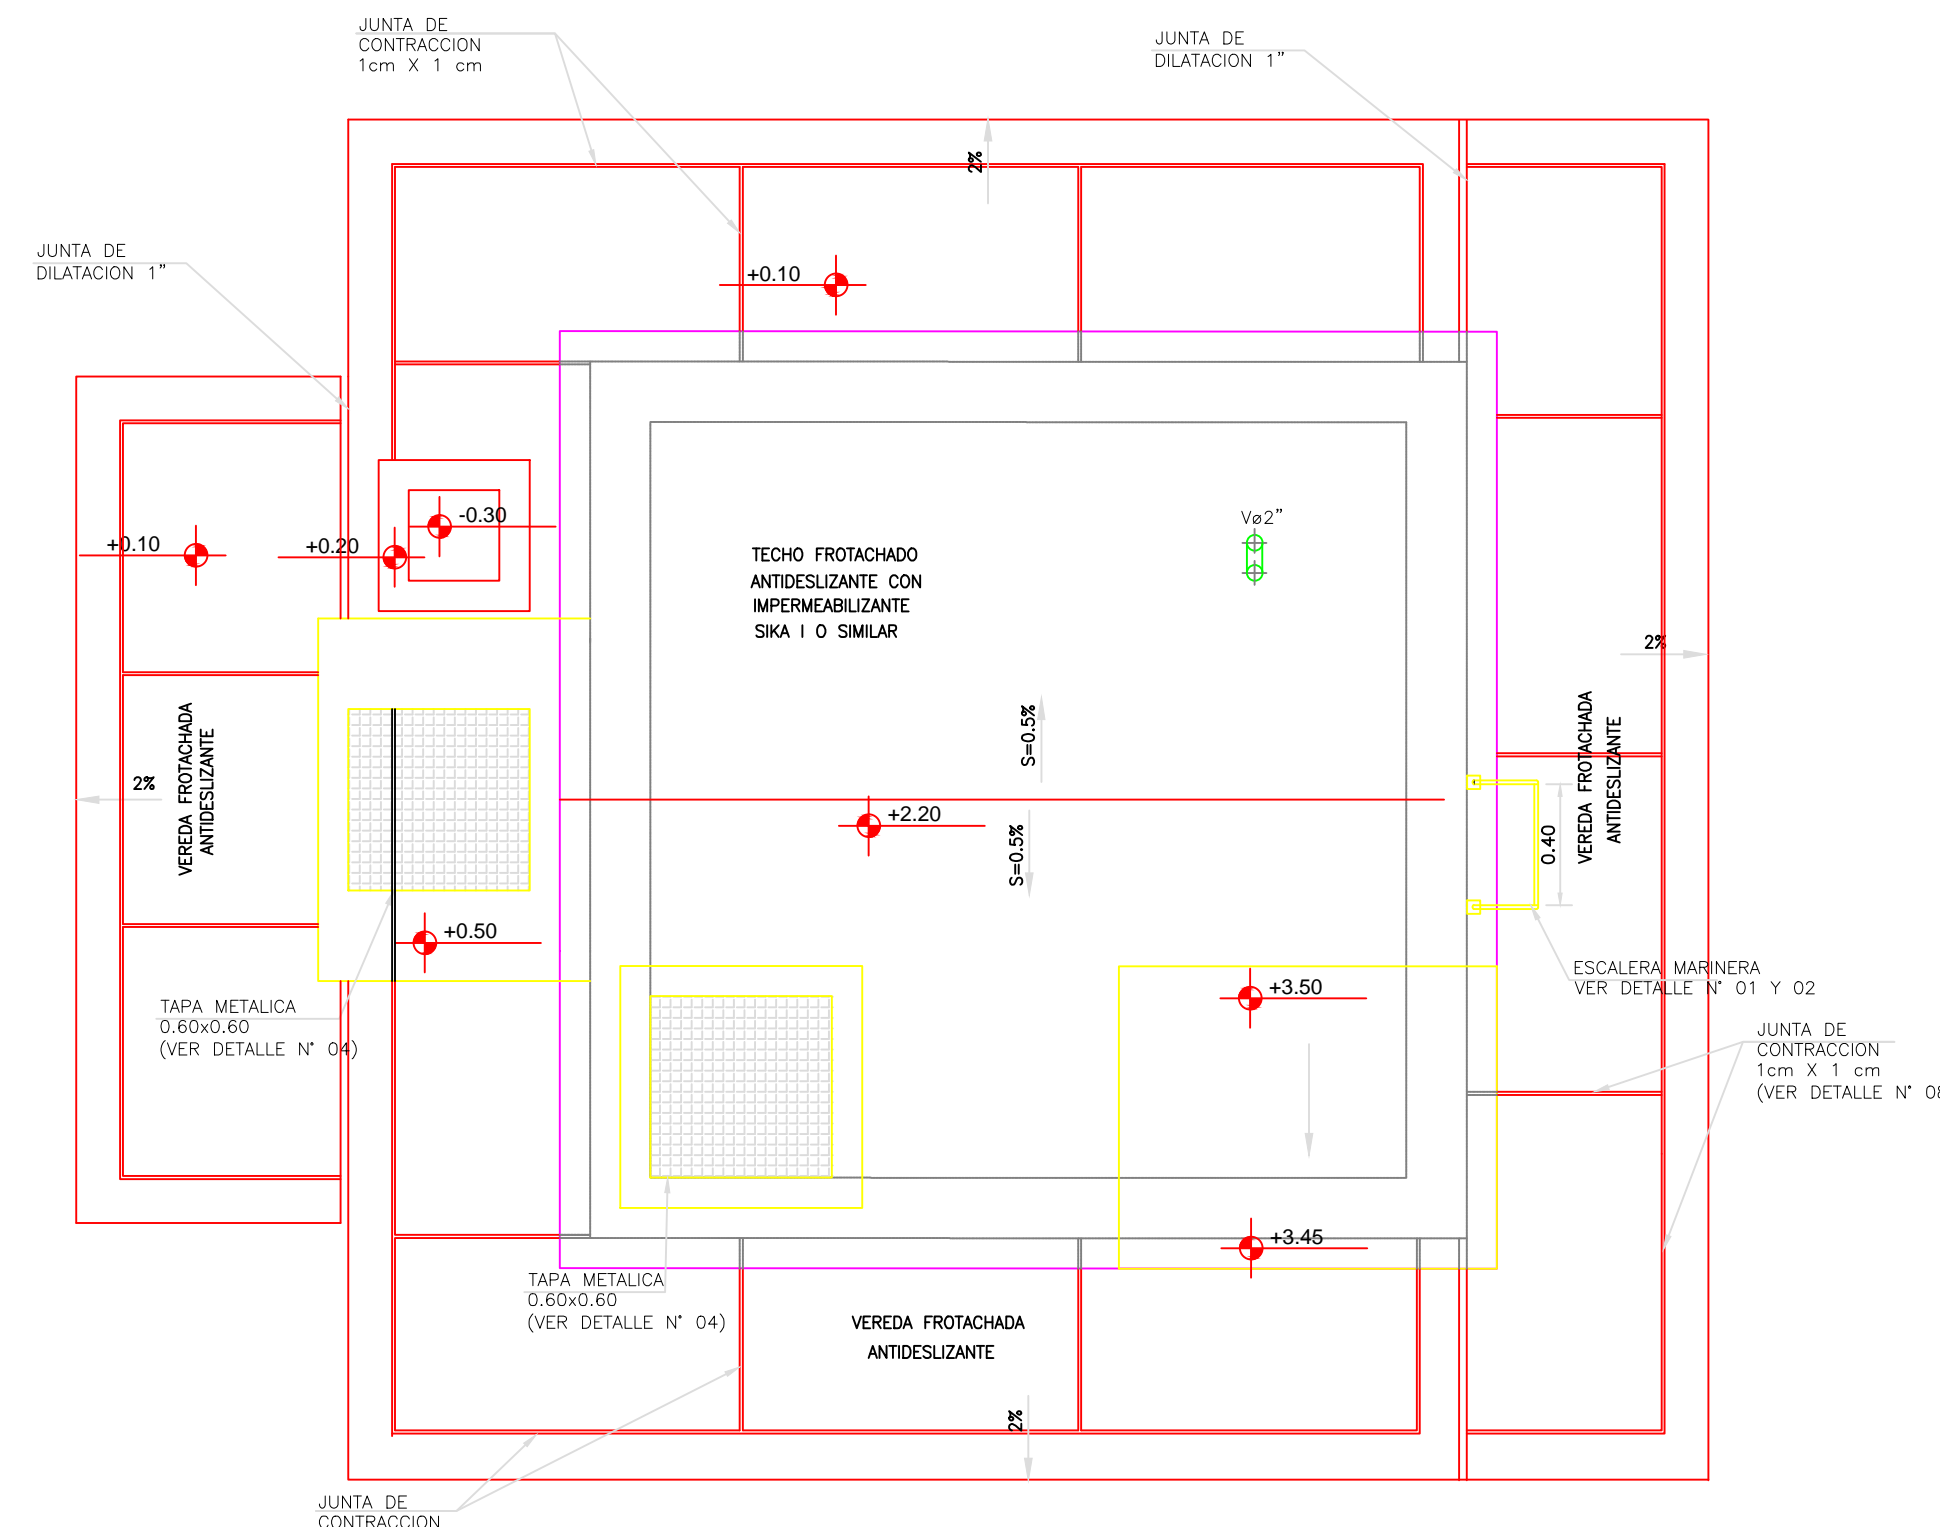 JUNTA DE
CONTRACCION
1cm X 1 cm
JUNTA DE
DILATACION 1”
2%
JUNTA DE
DILATACION 1”
+0.10
-0.30
+0.10
+0.20
Vø2”
TECHO FROTACHADO
ANTIDESLIZANTE CON
IMPERMEABILIZANTE
SIKA I O SIMILAR
2%
S=0.5%
VEREDA FROTACHADA
ANTIDESLIZANTE
2%
+2.20
S=0.5%
0.40
VEREDA FROTACHADA
ANTIDESLIZANTE
+0.50
ESCALERA MARINERA
VER DETALLE N° 01 Y 02
+3.50
TAPA METALICA
0.60x0.60
(VER DETALLE N° 04)
JUNTA DE
CONTRACCION
1cm X 1 cm
(VER DETALLE N° 08
+3.45
TAPA METALICA
0.60x0.60
(VER DETALLE N° 04)
VEREDA FROTACHADA
ANTIDESLIZANTE
2%
JUNTA DE
CONTRACCION